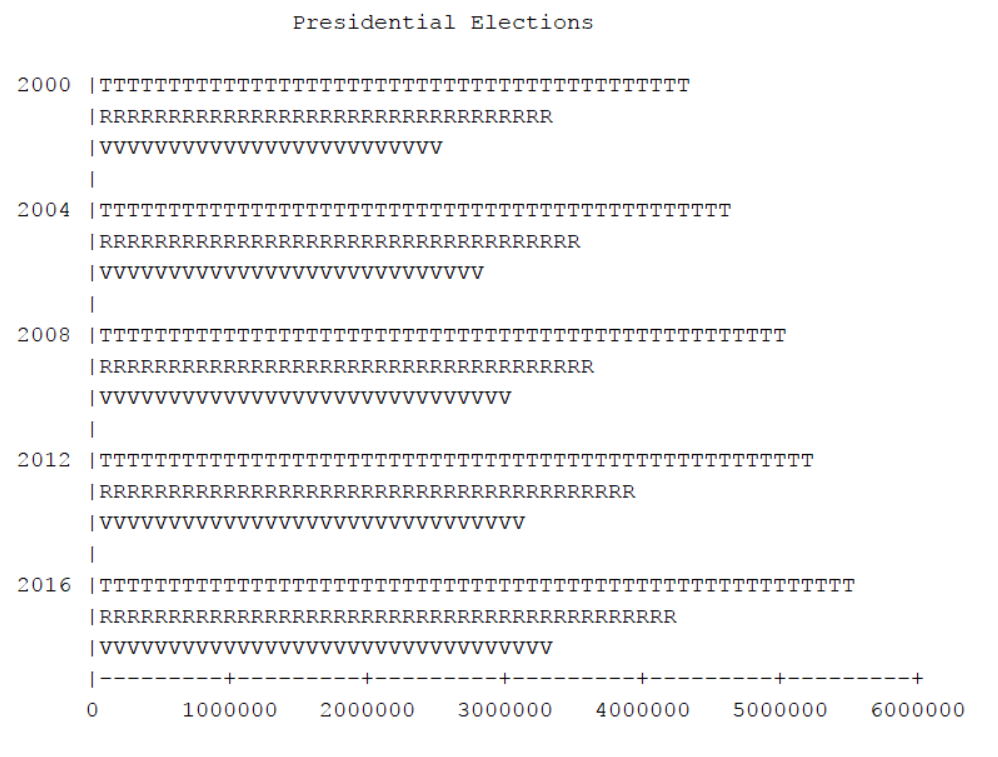 Presidential Elections
2000 |TTTTTTTTTTTTTTTTTTTTTTTTTTTTTTTTTTTTTTTTTTT
|RRRRRRRRRRRRRRRRRRRRRRRRRRRRRRRRR
|VVVVVVVVVVVVVVVVVVVVVVVVV
|
2004 |TTTTTTTTTTTTTTTTTTTTTTTTTTTTTTTTTTTTTTTTTTTTTT
|RRRRRRRRRRRRRRRRRRRRRRRRRRRRRRRRRRR
|VVVVVVVVVVVVVVVVVVVVVVVVVVVV
|
2008 |TTTTTTTTTTTTTTTTTTTTTTTTTTTTTTTTTTTTTTTTTTTTTTTTTT
|RRRRRRRRRRRRRRRRRRRRRRRRRRRRRRRRRRRR
|VVVVVVVVVVVVVVVVVVVVVVVVVVVVVV
|
2012 |TTTTTTTTTTTTTTTTTTTTTTTTTTTTTTTTTTTTTTTTTTTTTTTTTTTT
|RRRRRRRRRRRRRRRRRRRRRRRRRRRRRRRRRRRRRRR
|VVVVVVVVVVVVVVVVVVVVVVVVVVVVVVV
|
2016 |TTTTTTTTTTTTTTTTTTTTTTTTTTTTTTTTTTTTTTTTTTTTTTTTTTTTTTT
|RRRRRRRRRRRRRRRRRRRRRRRRRRRRRRRRRRRRRRRRRR
|VVVVVVVVVVVVVVVVVVVVVVVVVVVVVVVVV
|---------+---------+---------+---------+---------+---------+
0 1000000 2000000 3000000 4000000 5000000 6000000